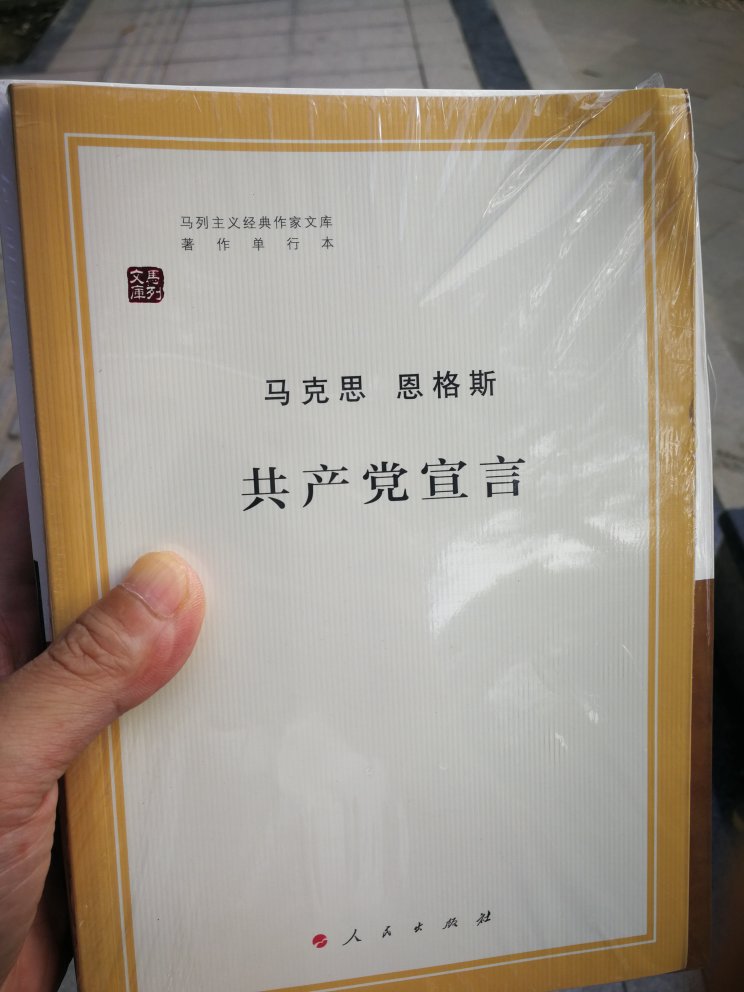 马列主义经典作家文库
著作单行本
馬列
文庫
马克思 恩格斯
共产党宣言
人民出版社